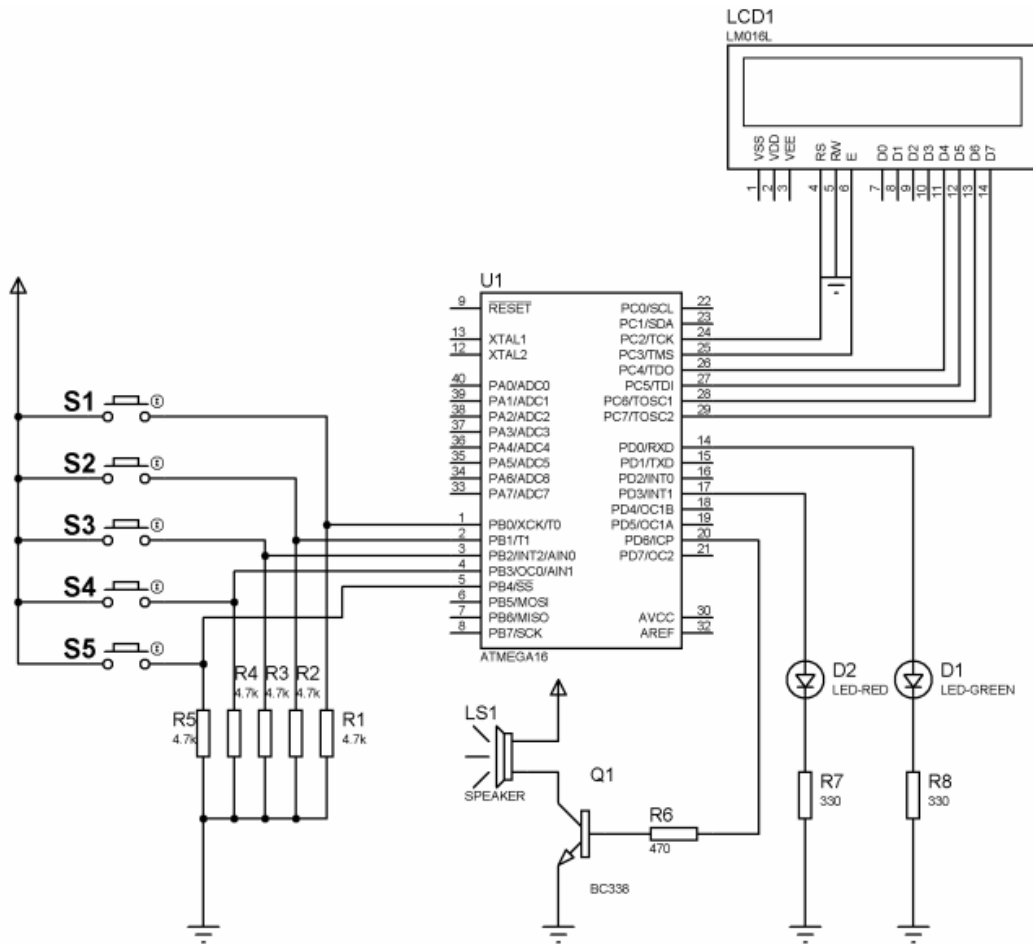 LCD1
LM016L
VSS
VDD
VEE
RS
RW
E
D0
D1
D2
D3
D4
D5
D6
D7
1
2
3
4
5
6
7
8
9
10
11
12
13
14
U1
9 RESET
13 XTAL1
12 XTAL2
40 PA0/ADC0
39 PA1/ADC1
38 PA2/ADC2
37 PA3/ADC3
36 PA4/ADC4
35 PA5/ADC5
34 PA6/ADC6
33 PA7/ADC7
1 PB0/XCK/T0
2 PB1/T1
3 PB2/INT2/AIN0
4 PB3/OC0/AIN1
5 PB4/SS
6 PB5/MOSI
7 PB6/MISO
8 PB7/SCK
PC0/SCL 22
PC1/SDA 23
PC2/TCK 24
PC3/TMS 25
PC4/TDO 26
PC5/TDI 27
PC6/TOSC1 28
PC7/TOSC2 29
PD0/RXD 14
PD1/TXD 15
PD2/INT0 16
PD3/INT1 17
PD4/OC1B 18
PD5/OC1A 19
PD6/ICP 20
PD7/OC2 21
AVCC 30
AREF 32
ATMEGA16
S1
S2
S3
S4
S5
R4
4.7k
R3
4.7k
R2
4.7k
R5
4.7k
R1
4.7k
LS1
SPEAKER
Q1
BC338
R6
470
D2
LED-RED
D1
LED-GREEN
R7
330
R8
330